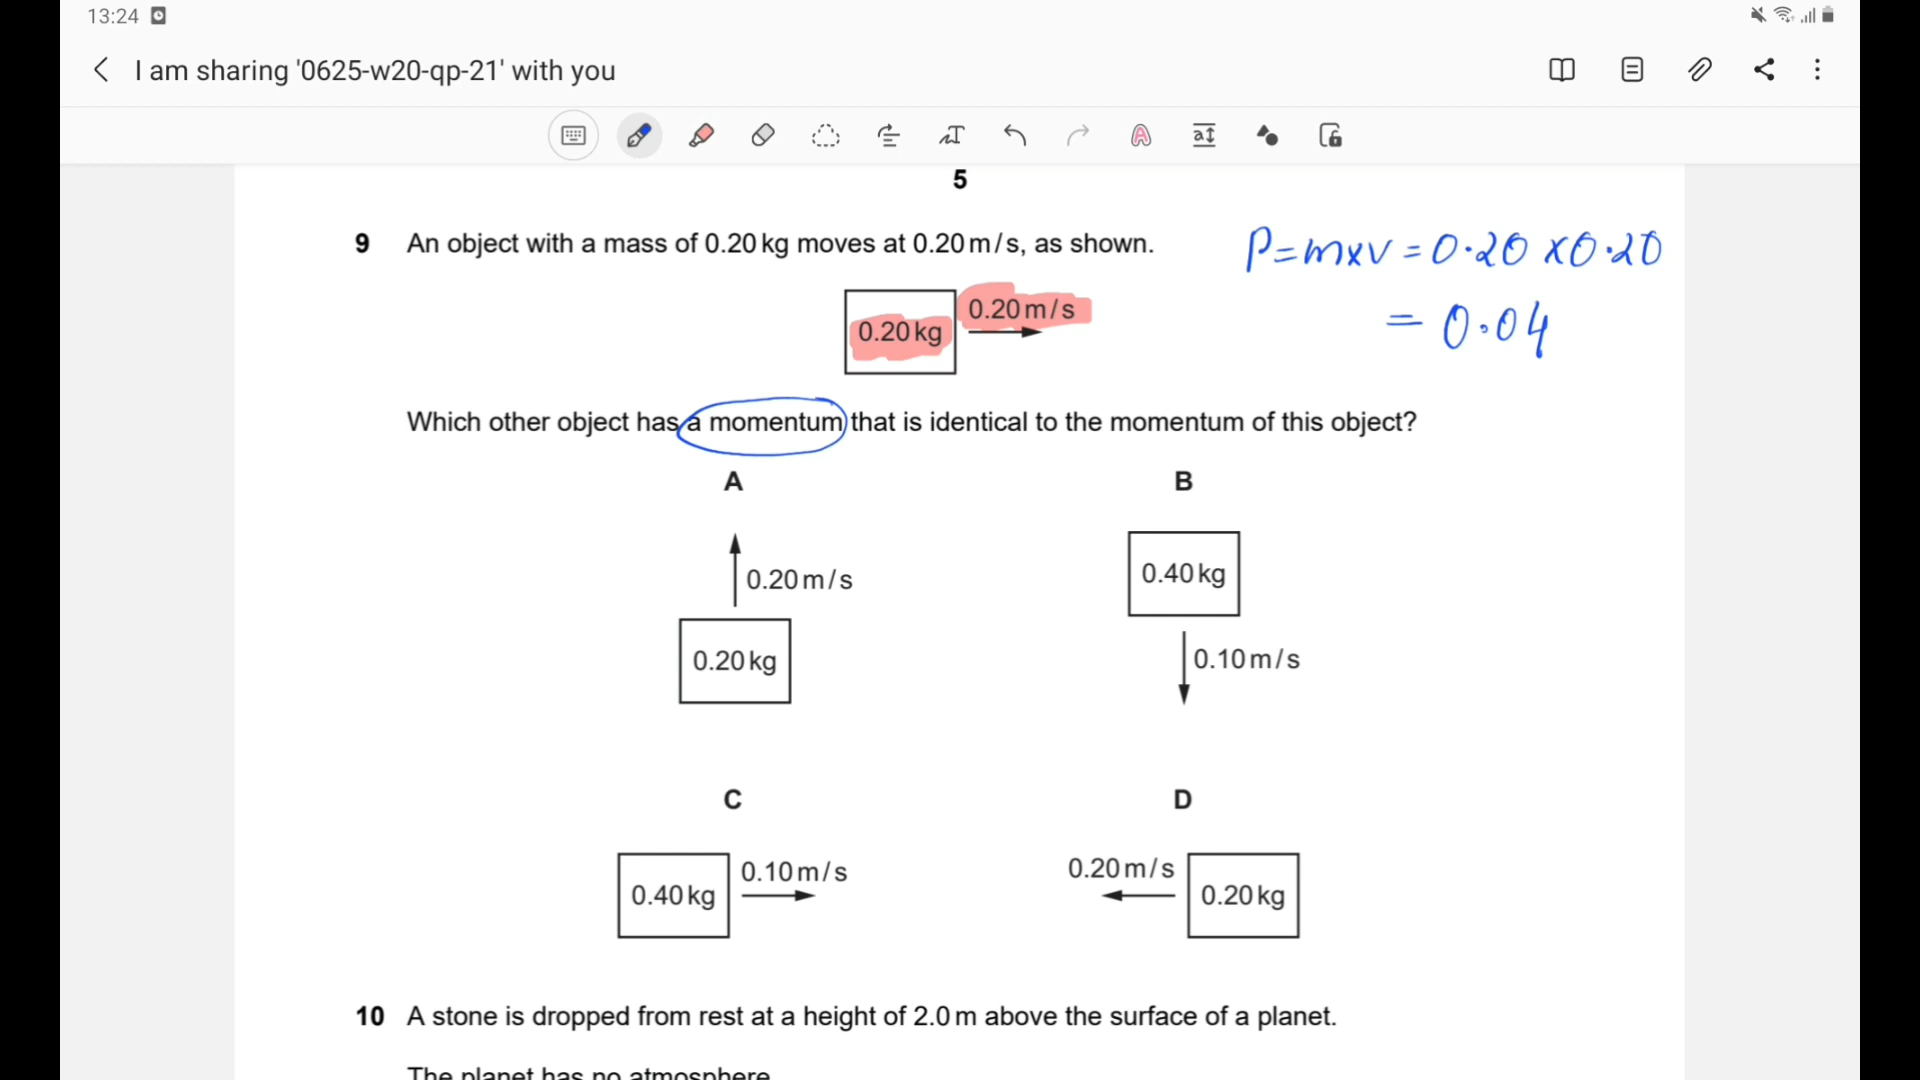 13:24
I am sharing '0625-w20-qp-21' with you
5
9 An object with a mass of 0.20 kg moves at 0.20 m/s, as shown.
P=m×v=0.20×0.20
0.20 kg
0.20 m/s
= 0.04
Which other object has a momentum that is identical to the momentum of this object?
A
0.20 m/s
0.20 kg
B
0.40 kg
0.10 m/s
C
0.40 kg
0.10 m/s
D
0.20 m/s
0.20 kg
10 A stone is dropped from rest at a height of 2.0 m above the surface of a planet.
The planet has no atmosphere.